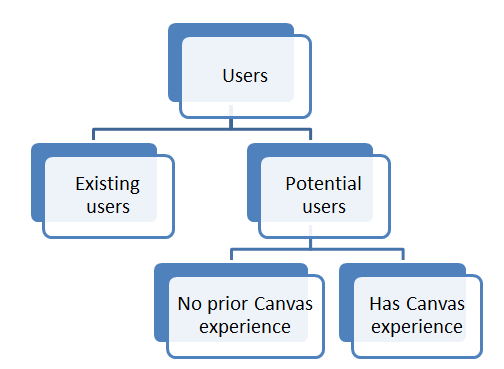 Users
Existing
users
Potential
users
No prior Canvas
experience
Has Canvas
experience